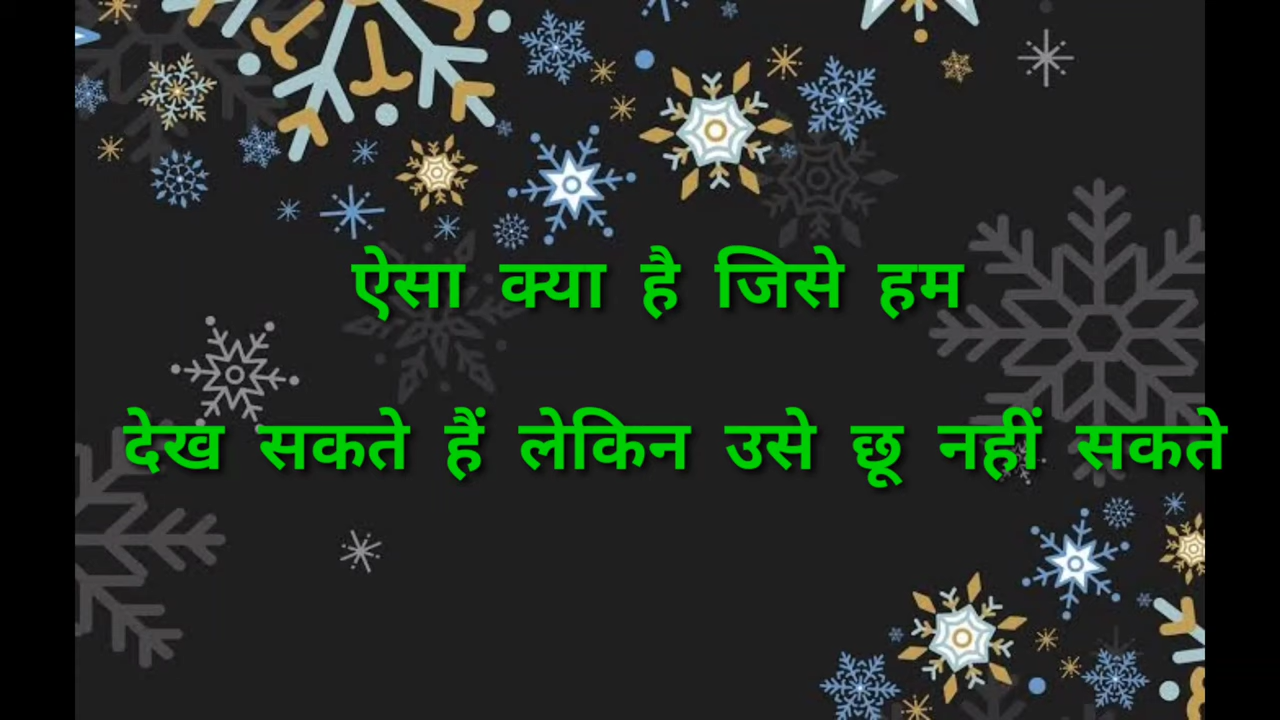 ऐसा क्या है जिसे हम
देख सकते हैं लेकिन उसे छू नहीं सकते